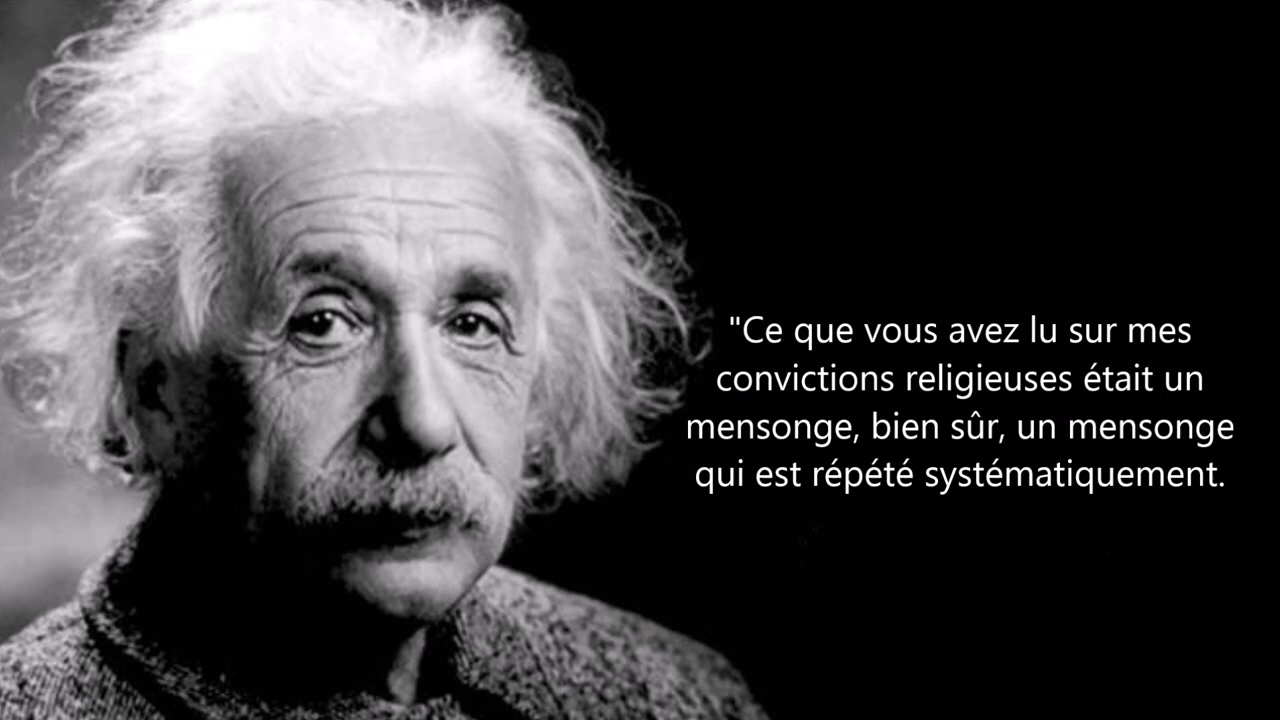 "Ce que vous avez lu sur mes
convictions religieuses était un
mensonge, bien sûr, un mensonge
qui est répété systématiquement.